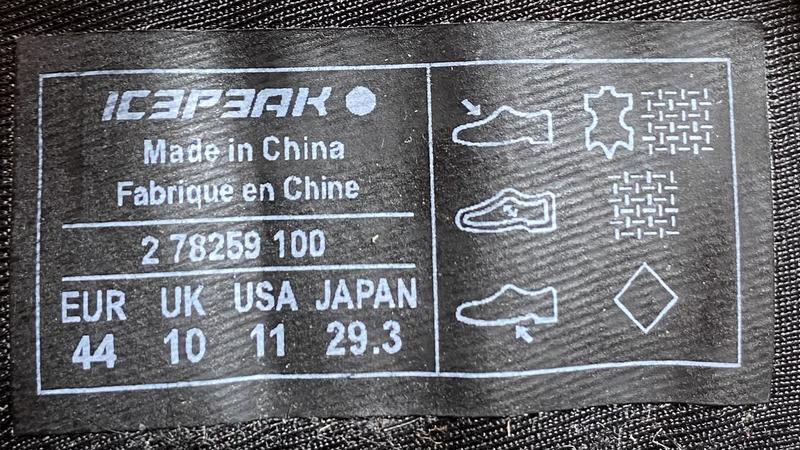 ICEPEAK
Made in China
Fabrique en Chine
2 78259 100
EUR UK USA JAPAN
44 10 11 29.3